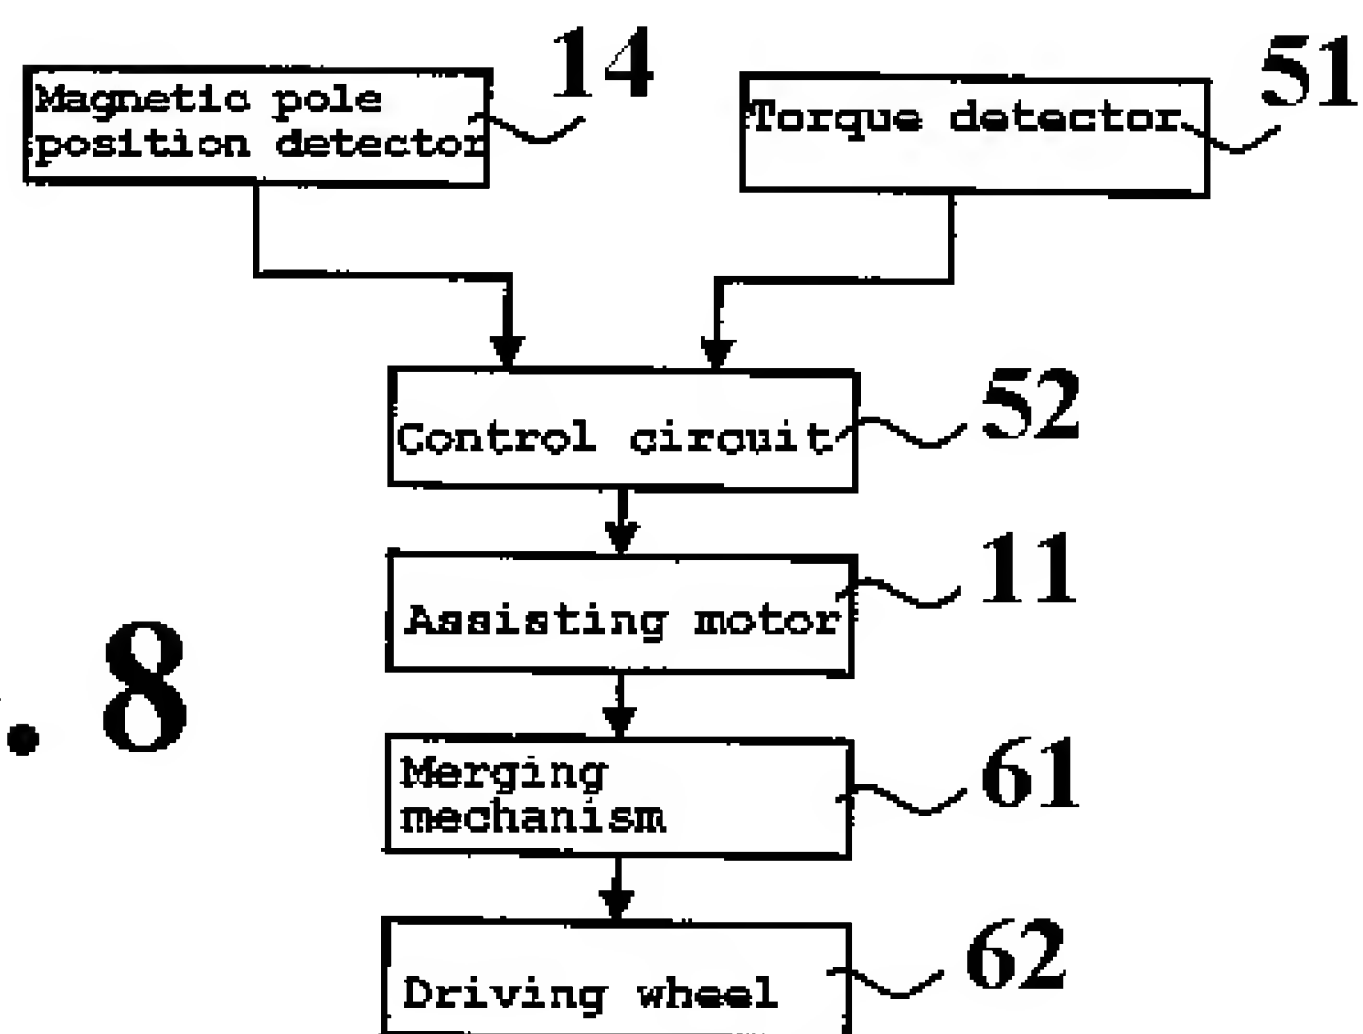 14
51
Magnetic pole
position detector
Torque detector
Control circuit
52
Assisting motor
11
. 8
Merging
mechanism
61
Driving wheel
62